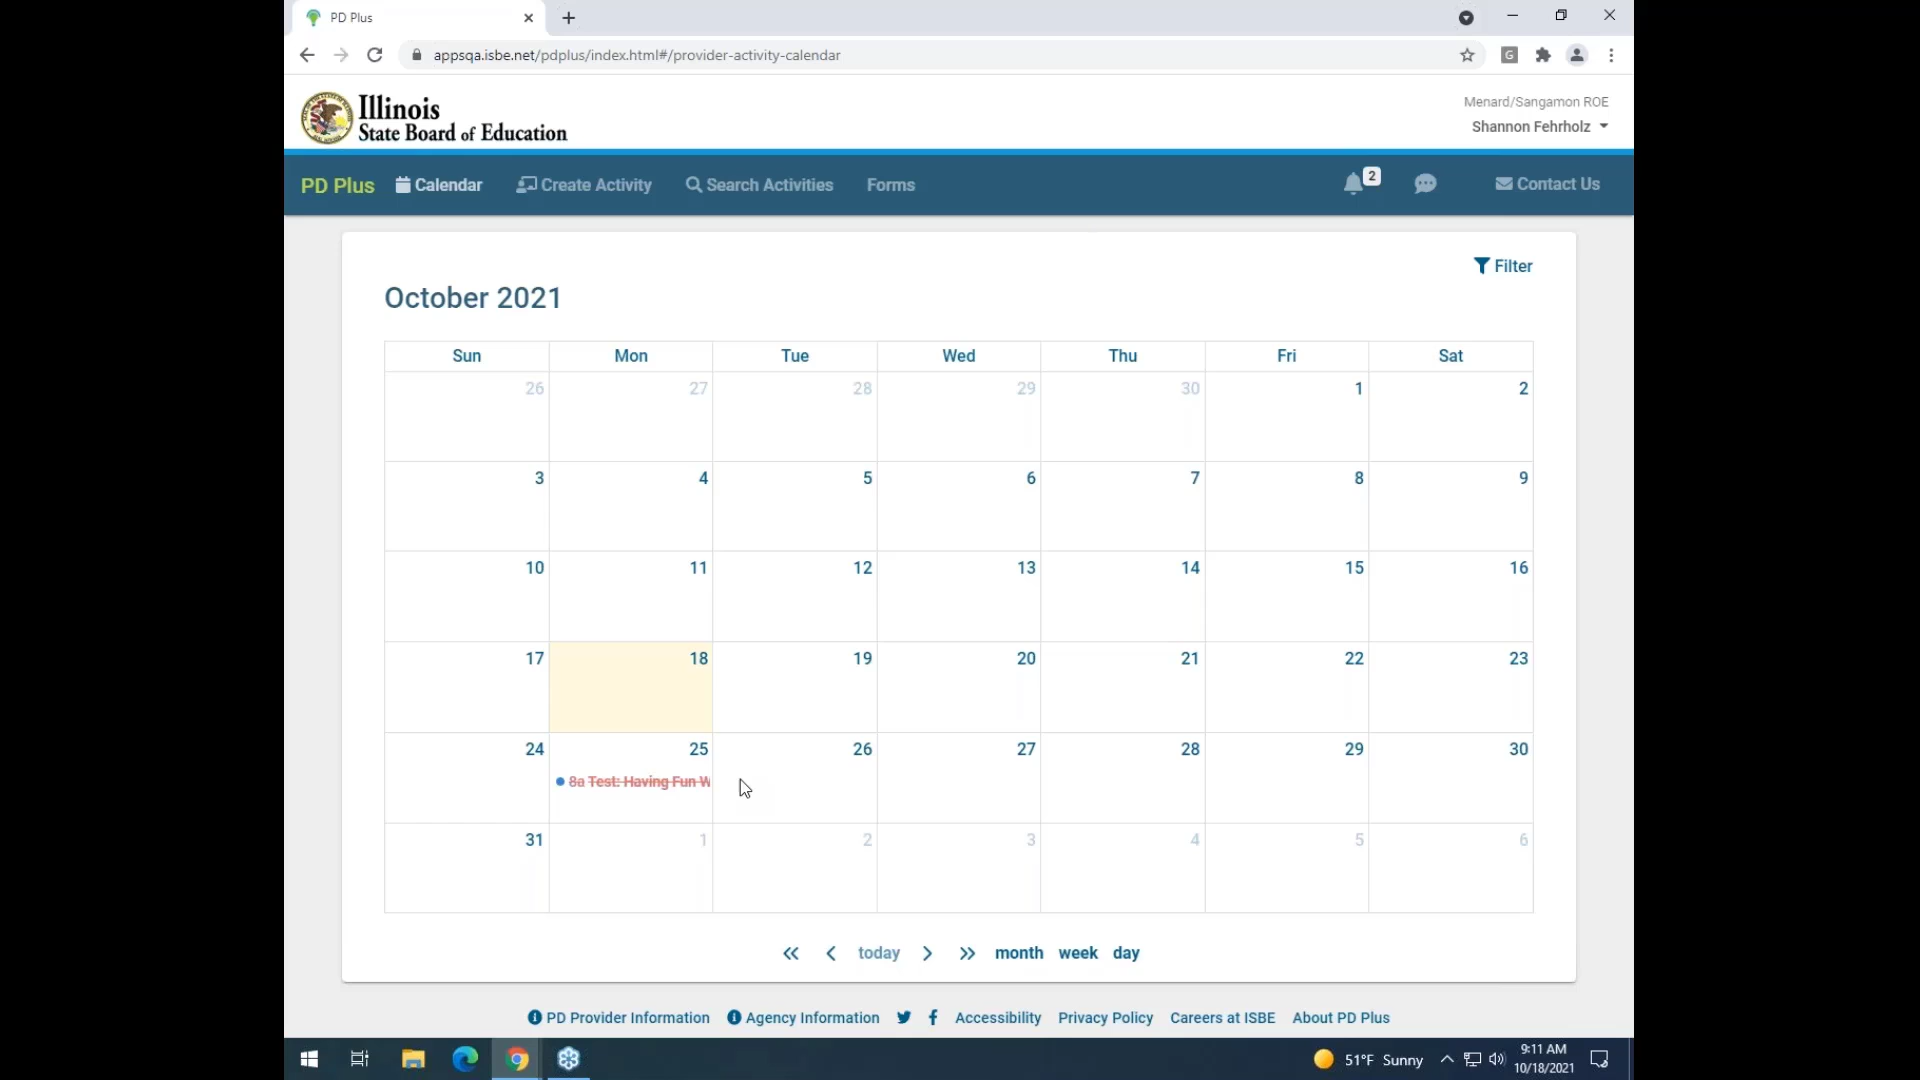 PD Plus
appsqa.isbe.net/pdplus/index.html#/provider-activity-calendar
G
Illinois
State Board of Education
Menard/Sangamon ROE
Shannon Fehrholz
PD Plus Calendar Create Activity Search Activities Forms 2 Contact Us
Filter
October 2021
Sun Mon Tue Wed Thu Fri Sat
26 27 28 29 30 1 2
3 4 5 6 7 8 9
10 11 12 13 14 15 16
17 18 19 20 21 22 23
24 25 26 27 28 29 30
8a Test: Having Fun W
31 1 2 3 4 5 6
« ‹ today › » month week day
PD Provider Information Agency Information Accessibility Privacy Policy Careers at ISBE About PD Plus
51°F Sunny
9:11 AM
10/18/2021